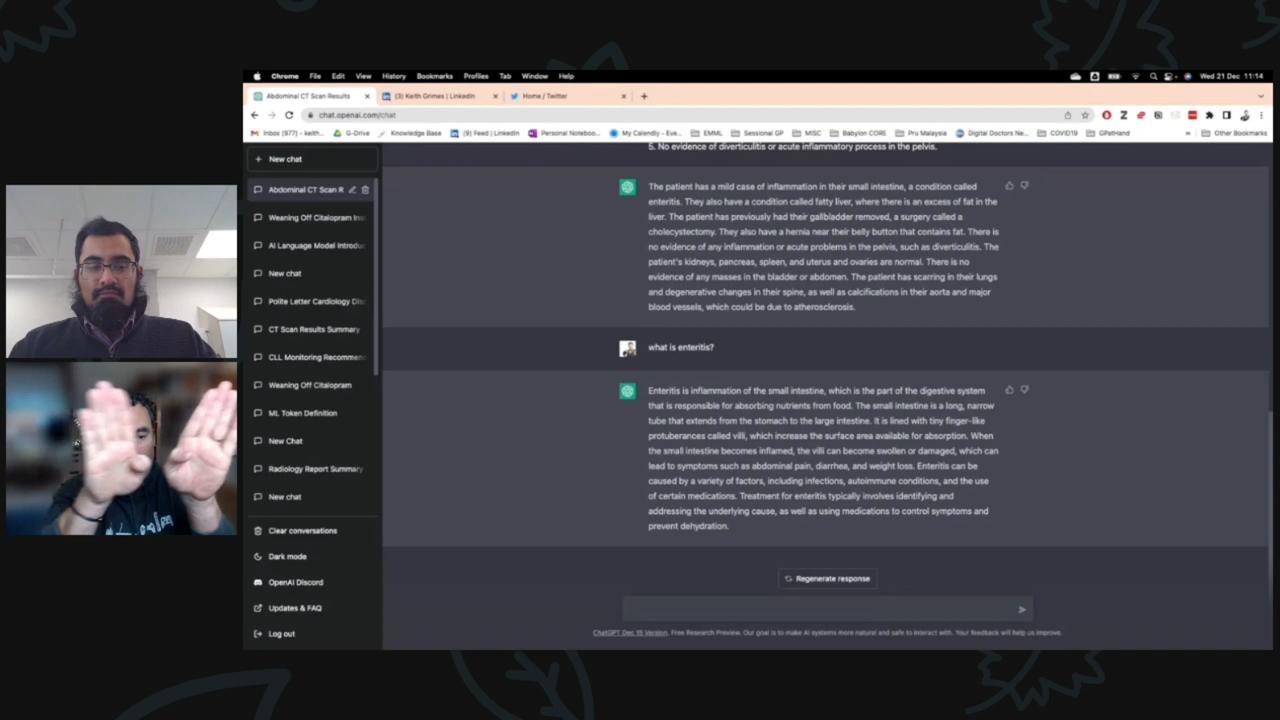 Chrome File Edit View History Bookmarks Profiles Tab Window Help
Wed 21 Dec 11:14
Abdominal CT Scan Results
(3) Keith Grimes | LinkedIn
Home / Twitter
chat.openai.com/chat
Inbox (977) - keith...
G-Drive
Knowledge Base
(9) Feed | LinkedIn
Personal Noteboo...
My Calendly - Eve...
EMML
Sessional GP
MISC
Babylon CORE
Pru Malaysia
Digital Doctors Ne...
COVID19
GPatHand
Other Bookmarks
New chat
Abdominal CT Scan R
Weaning Off Citalopram Ins
AI Language Model Introduc
New chat
Polite Letter Cardiology Dis
CT Scan Results Summary
CLL Monitoring Recommen
Weaning Off Citalopram
ML Token Definition
New Chat
Radiology Report Summary
New chat
Clear conversations
Dark mode
OpenAI Discord
Updates & FAQ
Log out
5. No evidence of diverticulitis or acute inflammatory process in the pelvis.
The patient has a mild case of inflammation in their small intestine, a condition called
enteritis. They also have a condition called fatty liver, where there is an excess of fat in the
liver. The patient has previously had their gallbladder removed, a surgery called a
cholecystectomy. They also have a hernia near their belly button that contains fat. There is
no evidence of any inflammation or acute problems in the pelvis, such as diverticulitis. The
patient's kidneys, pancreas, spleen, and uterus and ovaries are normal. There is no
evidence of any masses in the bladder or abdomen. The patient has scarring in their lungs
and degenerative changes in their spine, as well as calcifications in their aorta and major
blood vessels, which could be due to atherosclerosis.
what is enteritis?
Enteritis is inflammation of the small intestine, which is the part of the digestive system
that is responsible for absorbing nutrients from food. The small intestine is a long, narrow
tube that extends from the stomach to the large intestine. It is lined with tiny finger-like
protuberances called villi, which increase the surface area available for absorption. When
the small intestine becomes inflamed, the villi can become swollen or damaged, which can
lead to symptoms such as abdominal pain, diarrhea, and weight loss. Enteritis can be
caused by a variety of factors, including infections, autoimmune conditions, and the use
of certain medications. Treatment for enteritis typically involves identifying and
addressing the underlying cause, as well as using medications to control symptoms and
prevent dehydration.
Regenerate response
ChatGPT Dec 15 Version. Free Research Preview. Our goal is to make AI systems more natural and safe to interact with. Your feedback will help us improve.